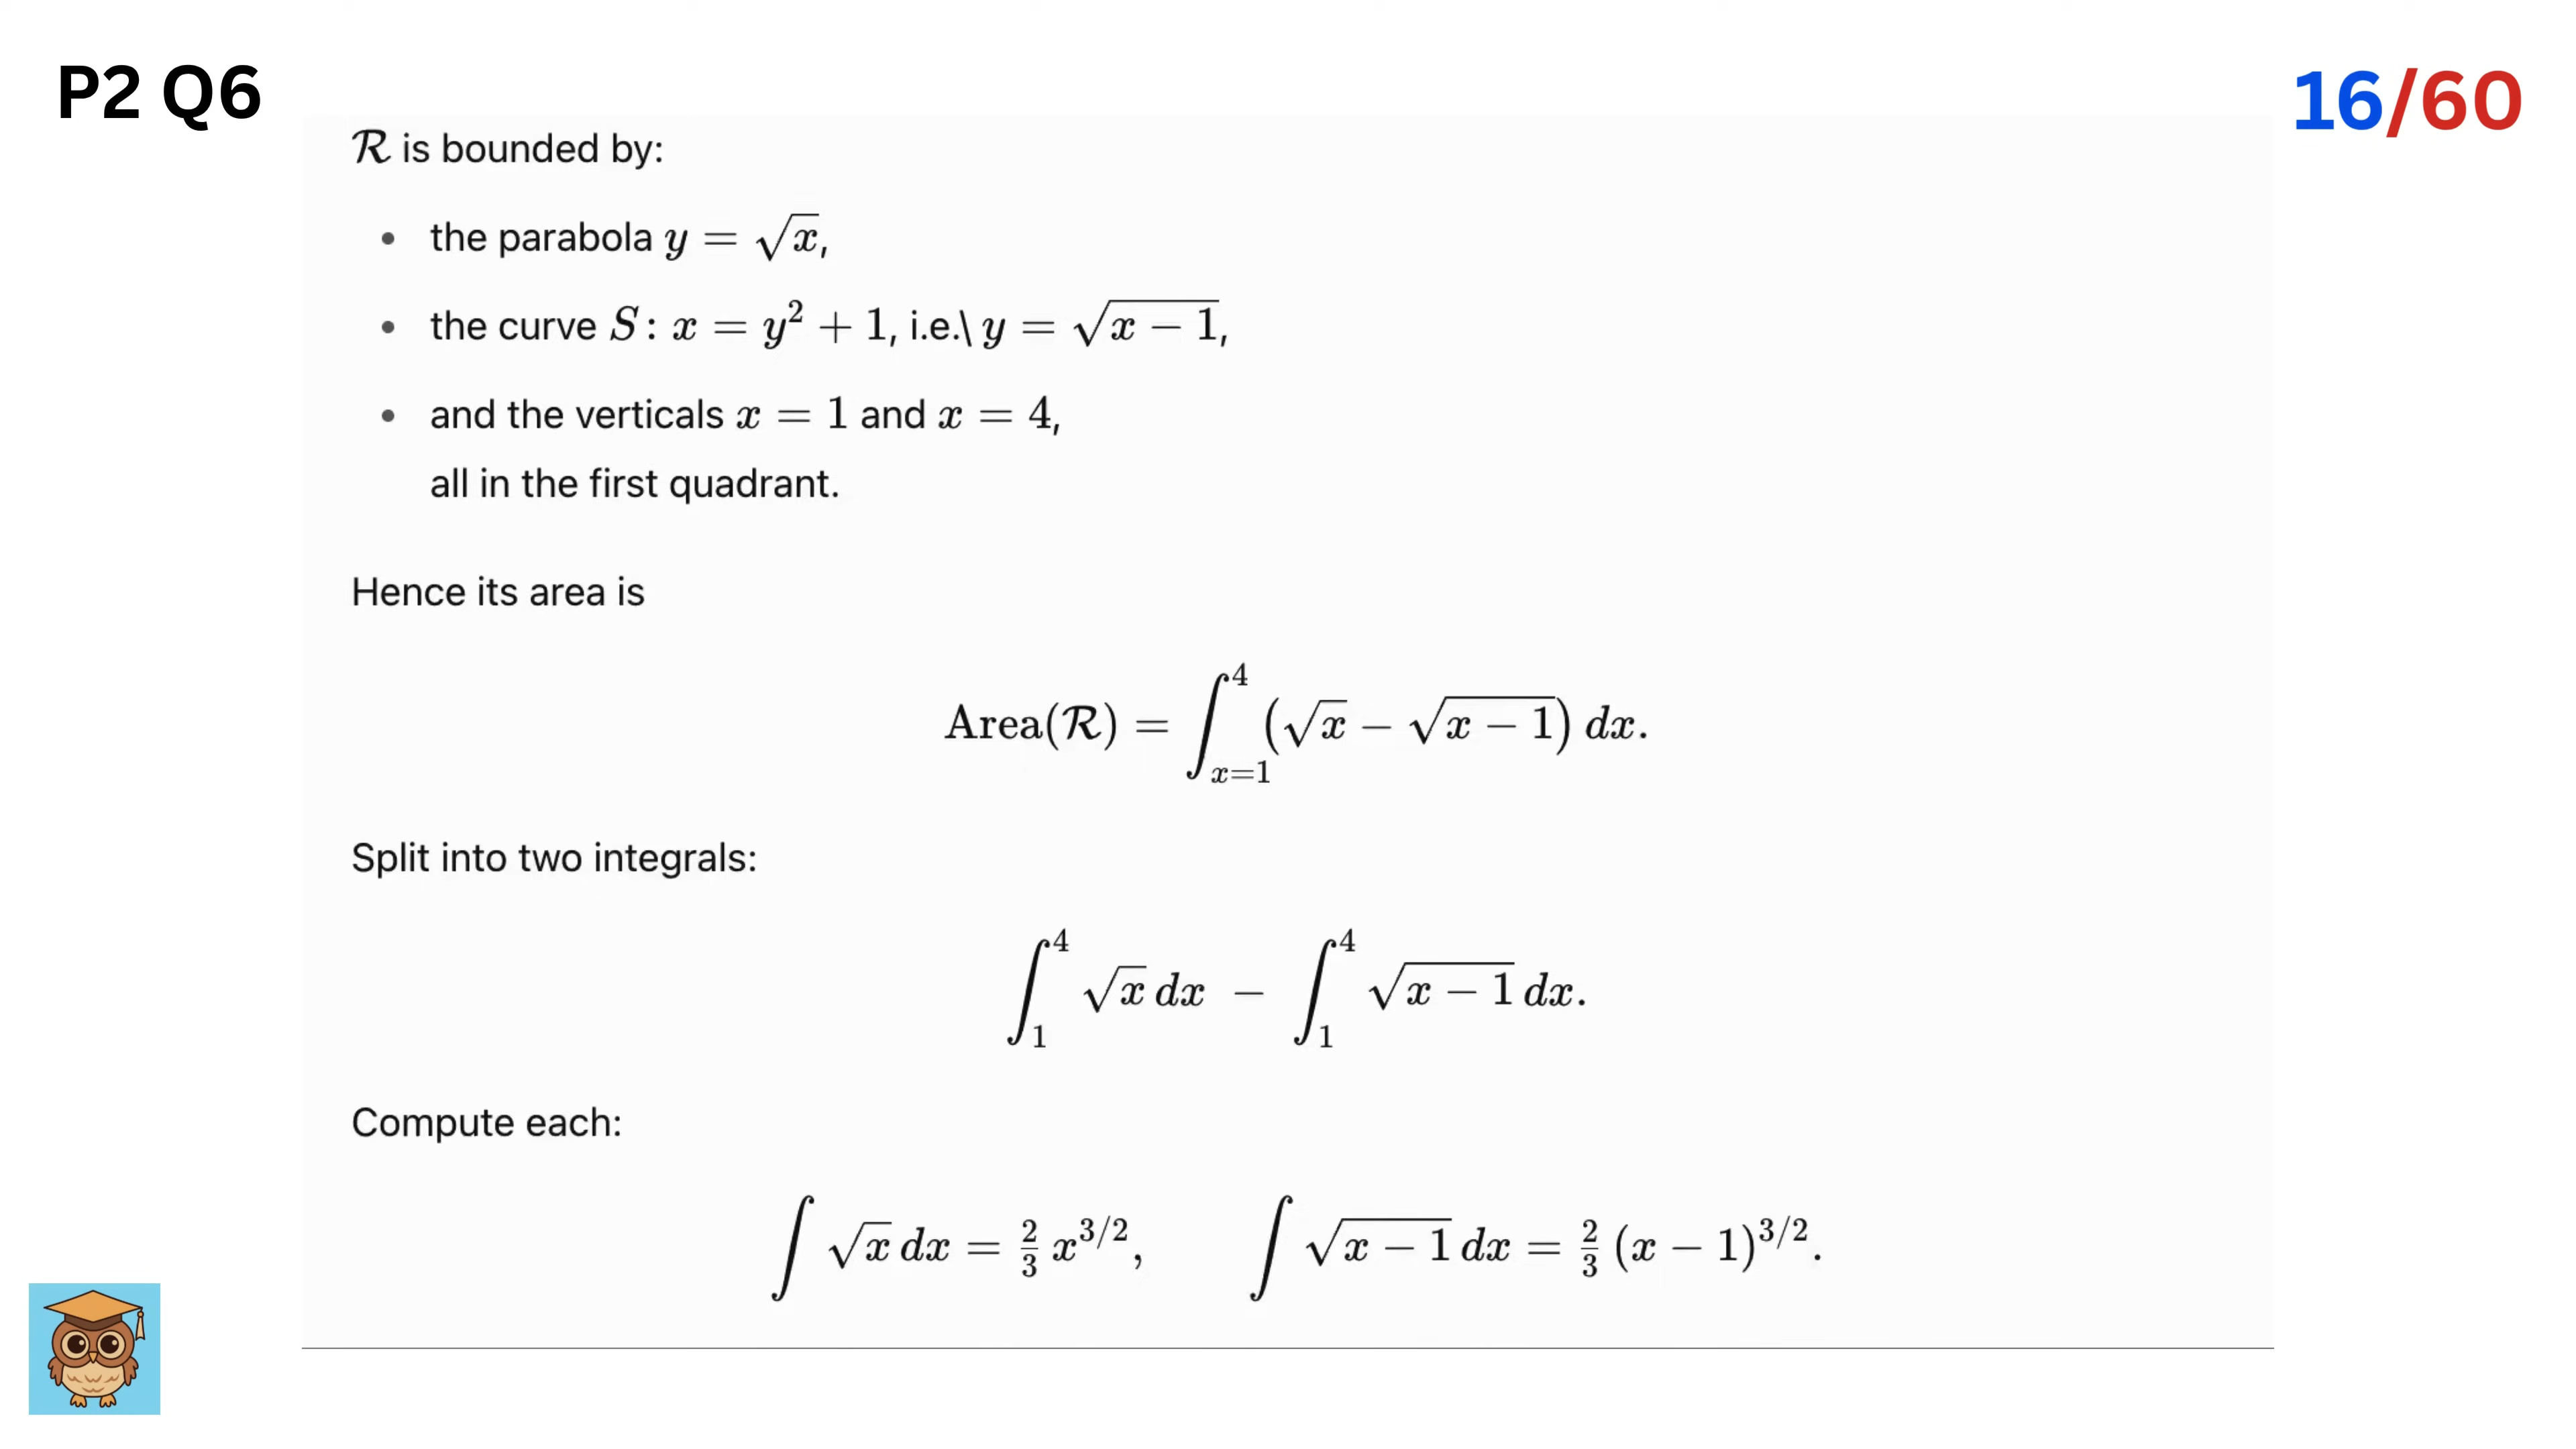 P2 Q6
16/60
ℛ is bounded by:
• the parabola y = √x,
• the curve S: x = y² + 1, i.e.\ y = √(x − 1),
• and the verticals x = 1 and x = 4,
all in the first quadrant.
Hence its area is
Area(ℛ) = ∫_{x=1}^{4} (√x − √(x − 1)) dx.
Split into two integrals:
∫_1^4 √x dx − ∫_1^4 √(x − 1) dx.
Compute each:
∫ √x dx = 2/3 x^{3/2}, ∫ √(x − 1) dx = 2/3 (x − 1)^{3/2}.